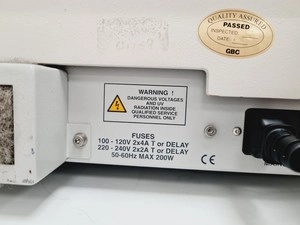 QUALITY ASSURED
PASSED
INSPECTED
DATE
GBC
WARNING !
DANGEROUS VOLTAGES
AND UV
RADIATION INSIDE
QUALIFIED SERVICE
PERSONNEL ONLY
FUSES
100 - 120V 2x4A T or DELAY
220 - 240V 2x2A T or DELAY
50-60Hz MAX 200W
CE